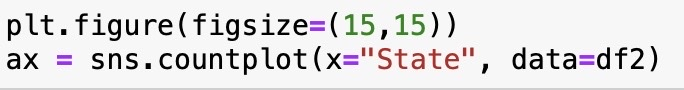 plt.figure(figsize=(15,15))
ax = sns.countplot(x="State", data=df2)